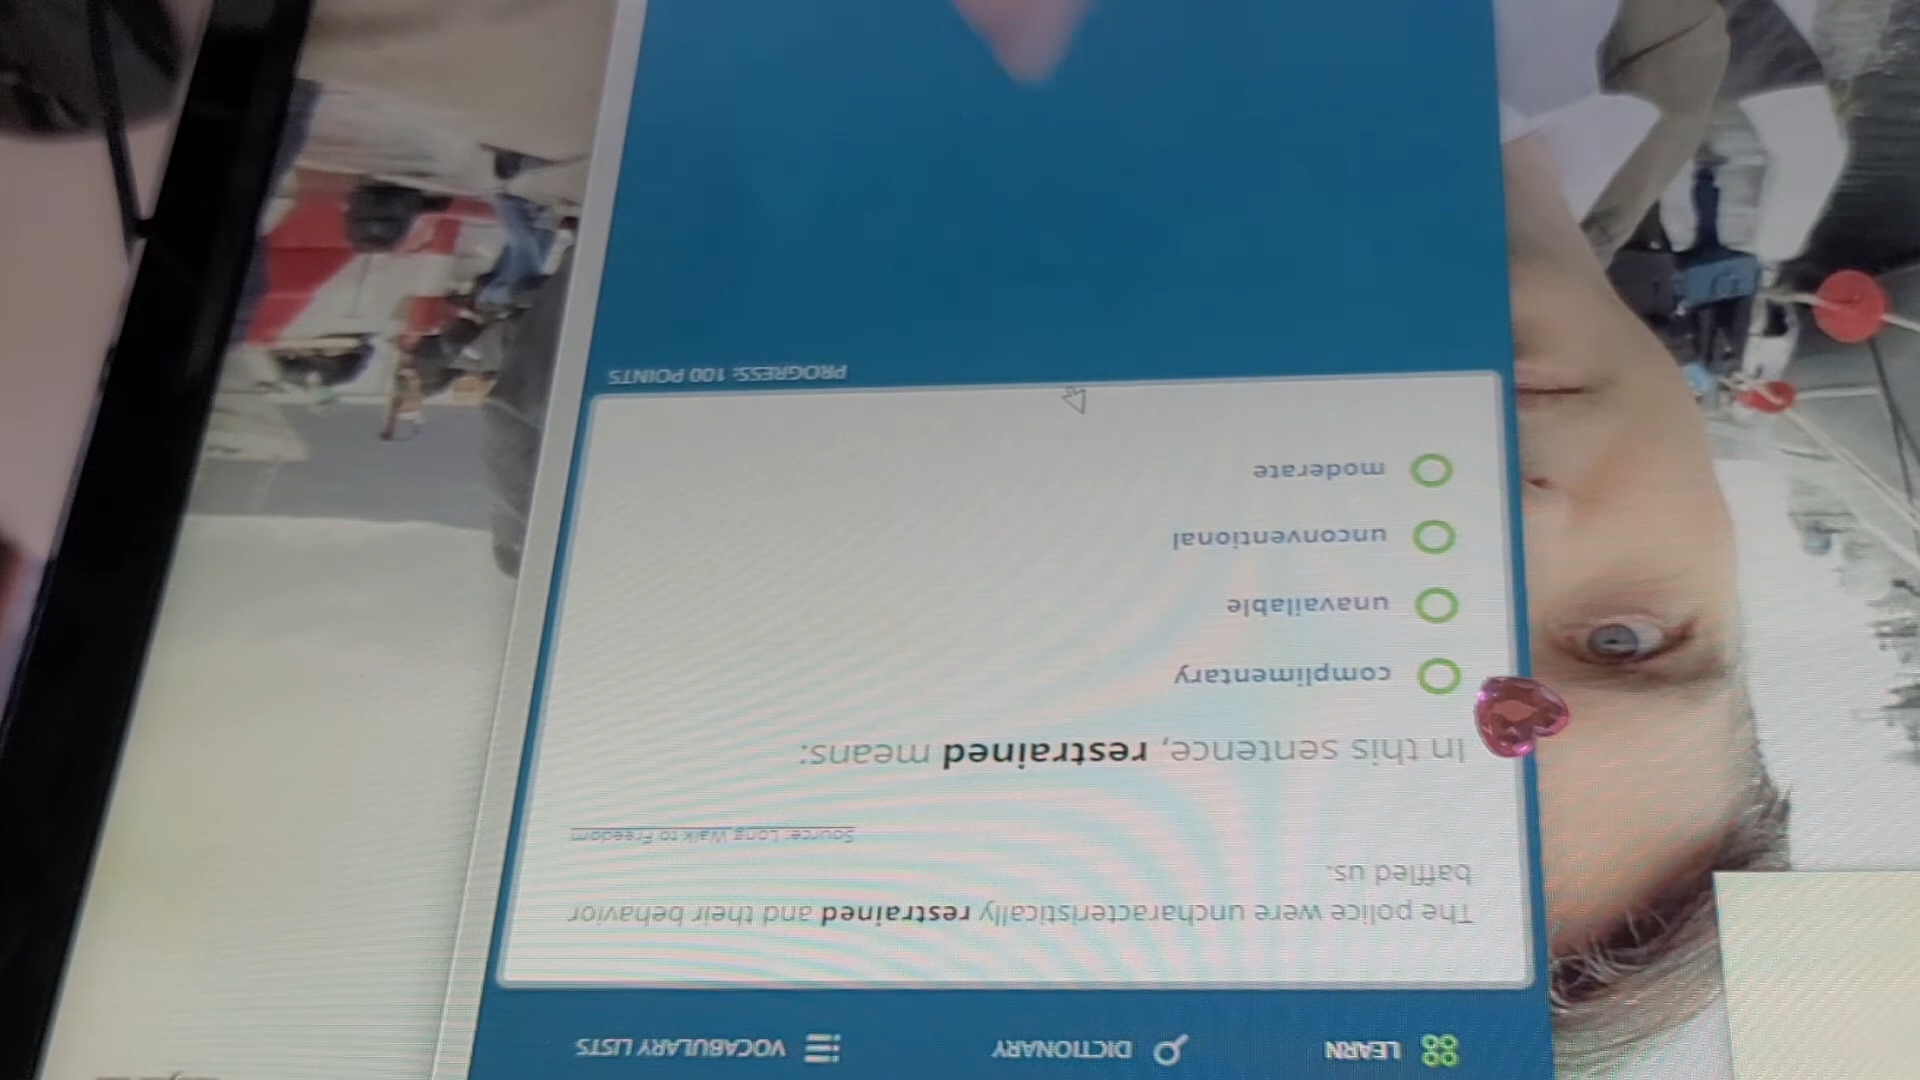 LEARN
DICTIONARY
VOCABULARY LISTS
The police were uncharacteristically restrained and their behavior
baffled us.
Source: Long Walk to Freedom
In this sentence, restrained means:
complimentary
unavailable
unconventional
moderate
PROGRESS: 100 POINTS